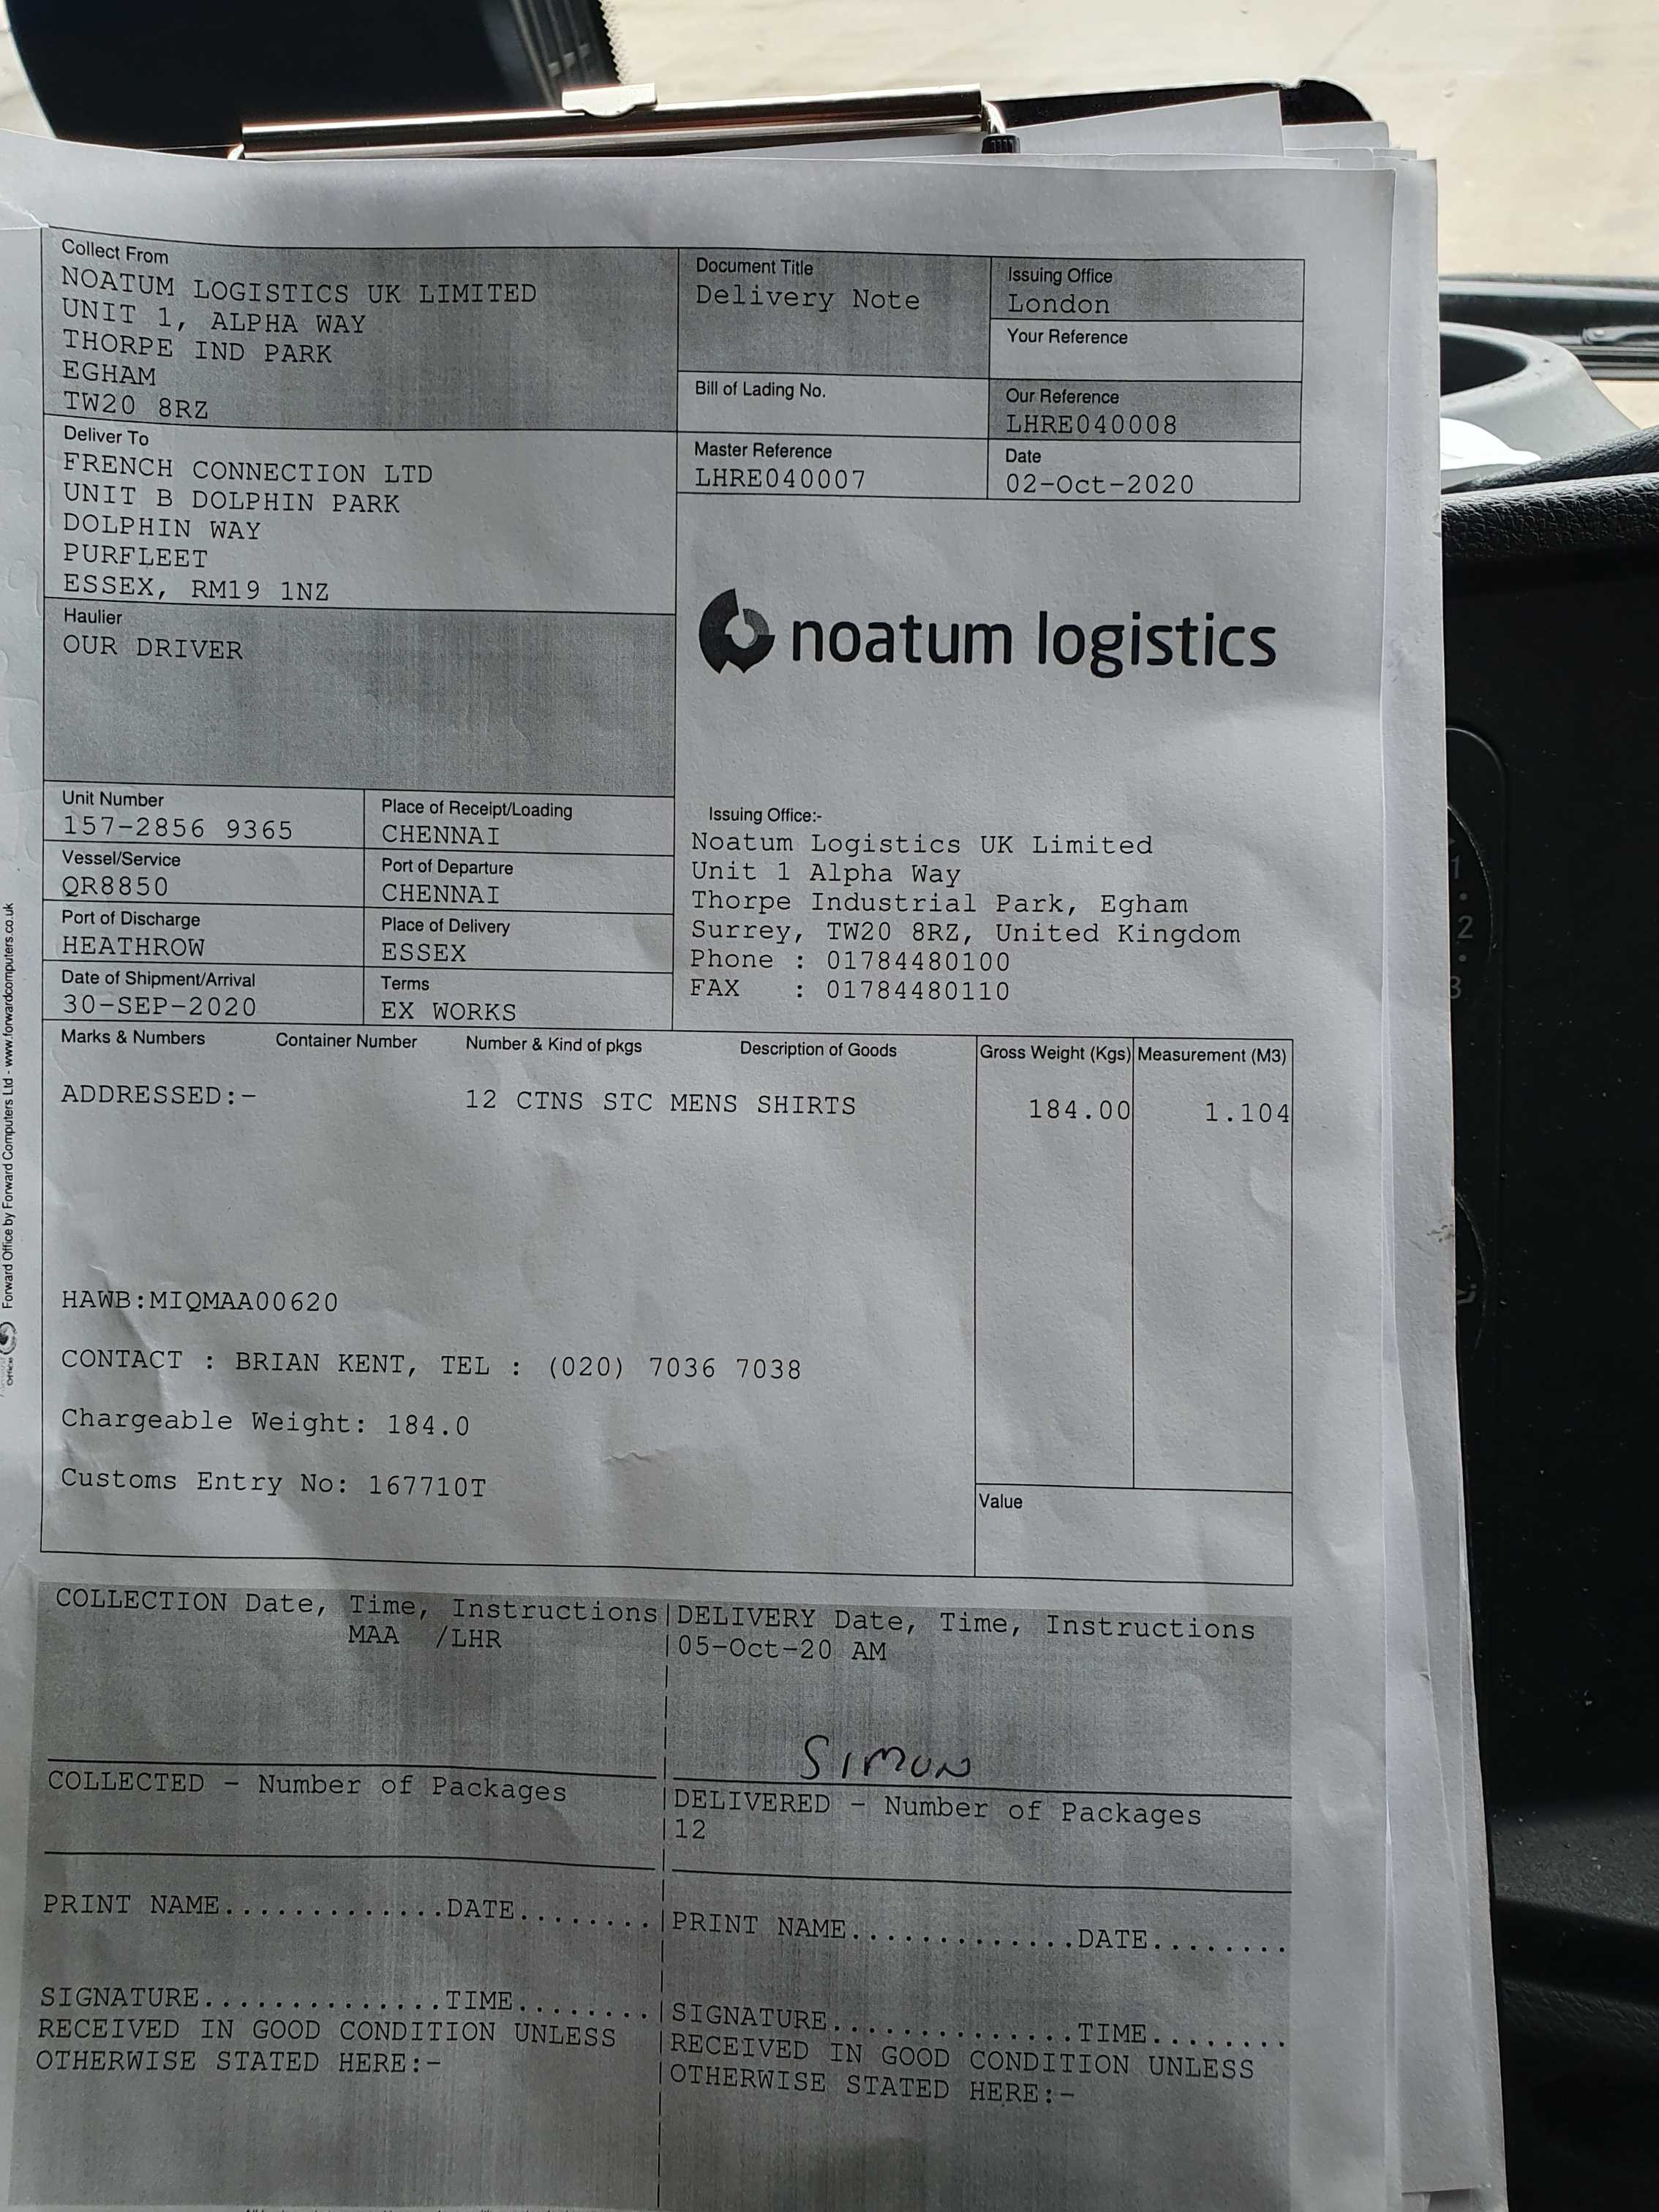 Collect From
NOATUM LOGISTICS UK LIMITED
UNIT 1, ALPHA WAY
THORPE IND PARK
EGHAM
TW20 8RZ
Document Title
Delivery Note
Issuing Office
London
Your Reference
Bill of Lading No.
Our Reference
LHRE040008
Master Reference
LHRE040007
Date
02-Oct-2020
Deliver To
FRENCH CONNECTION LTD
UNIT B DOLPHIN PARK
DOLPHIN WAY
PURFLEET
ESSEX, RM19 1NZ
Haulier
OUR DRIVER
noatum logistics
Unit Number
157-2856 9365
Place of Receipt/Loading
CHENNAI
Vessel/Service
QR8850
Port of Departure
CHENNAI
Port of Discharge
HEATHROW
Place of Delivery
ESSEX
Date of Shipment/Arrival
30-SEP-2020
Terms
EX WORKS
Issuing Office:-
Noatum Logistics UK Limited
Unit 1 Alpha Way
Thorpe Industrial Park, Egham
Surrey, TW20 8RZ, United Kingdom
Phone : 01784480100
FAX : 01784480110
Marks & Numbers Container Number Number & Kind of pkgs Description of Goods Gross Weight (Kgs) Measurement (M3)
ADDRESSED:- 12 CTNS STC MENS SHIRTS 184.00 1.104
HAWB:MIQMAA00620
CONTACT : BRIAN KENT, TEL : (020) 7036 7038
Chargeable Weight: 184.0
Customs Entry No: 167710T
Value
COLLECTION Date, Time, Instructions
MAA /LHR
COLLECTED - Number of Packages
PRINT NAME.............DATE........
SIGNATURE..............TIME........
RECEIVED IN GOOD CONDITION UNLESS
OTHERWISE STATED HERE:-
DELIVERY Date, Time, Instructions
05-Oct-20 AM
SIMON
DELIVERED - Number of Packages
12
PRINT NAME.............DATE........
SIGNATURE..............TIME........
RECEIVED IN GOOD CONDITION UNLESS
OTHERWISE STATED HERE:-
Forward Office by Forward Computers Ltd - www.forwardcomputers.co.uk
1
2
3